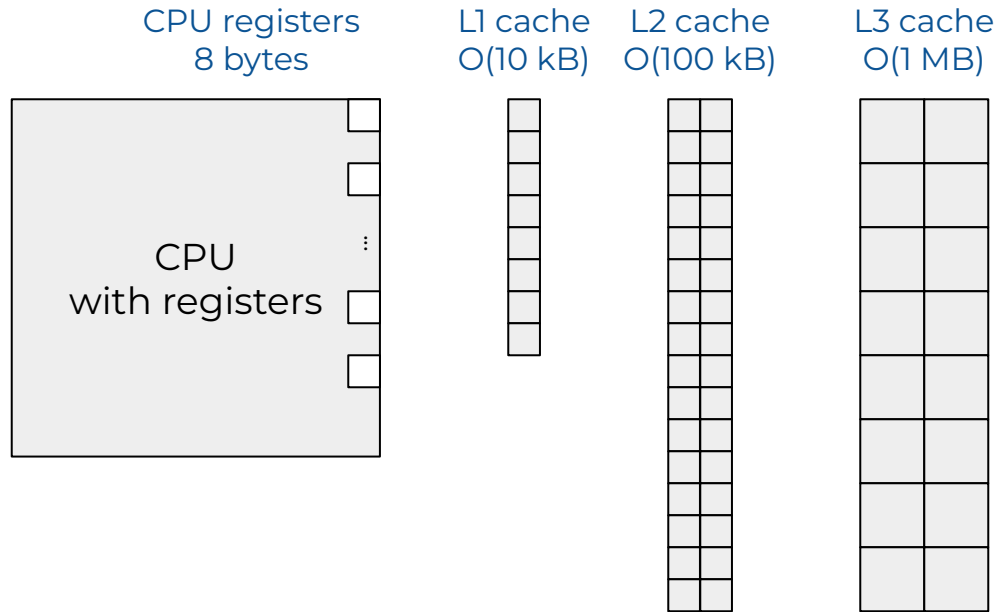 CPU registers
8 bytes
L1 cache
O(10 kB)
L2 cache
O(100 kB)
L3 cache
O(1 MB)
...
CPU
with registers